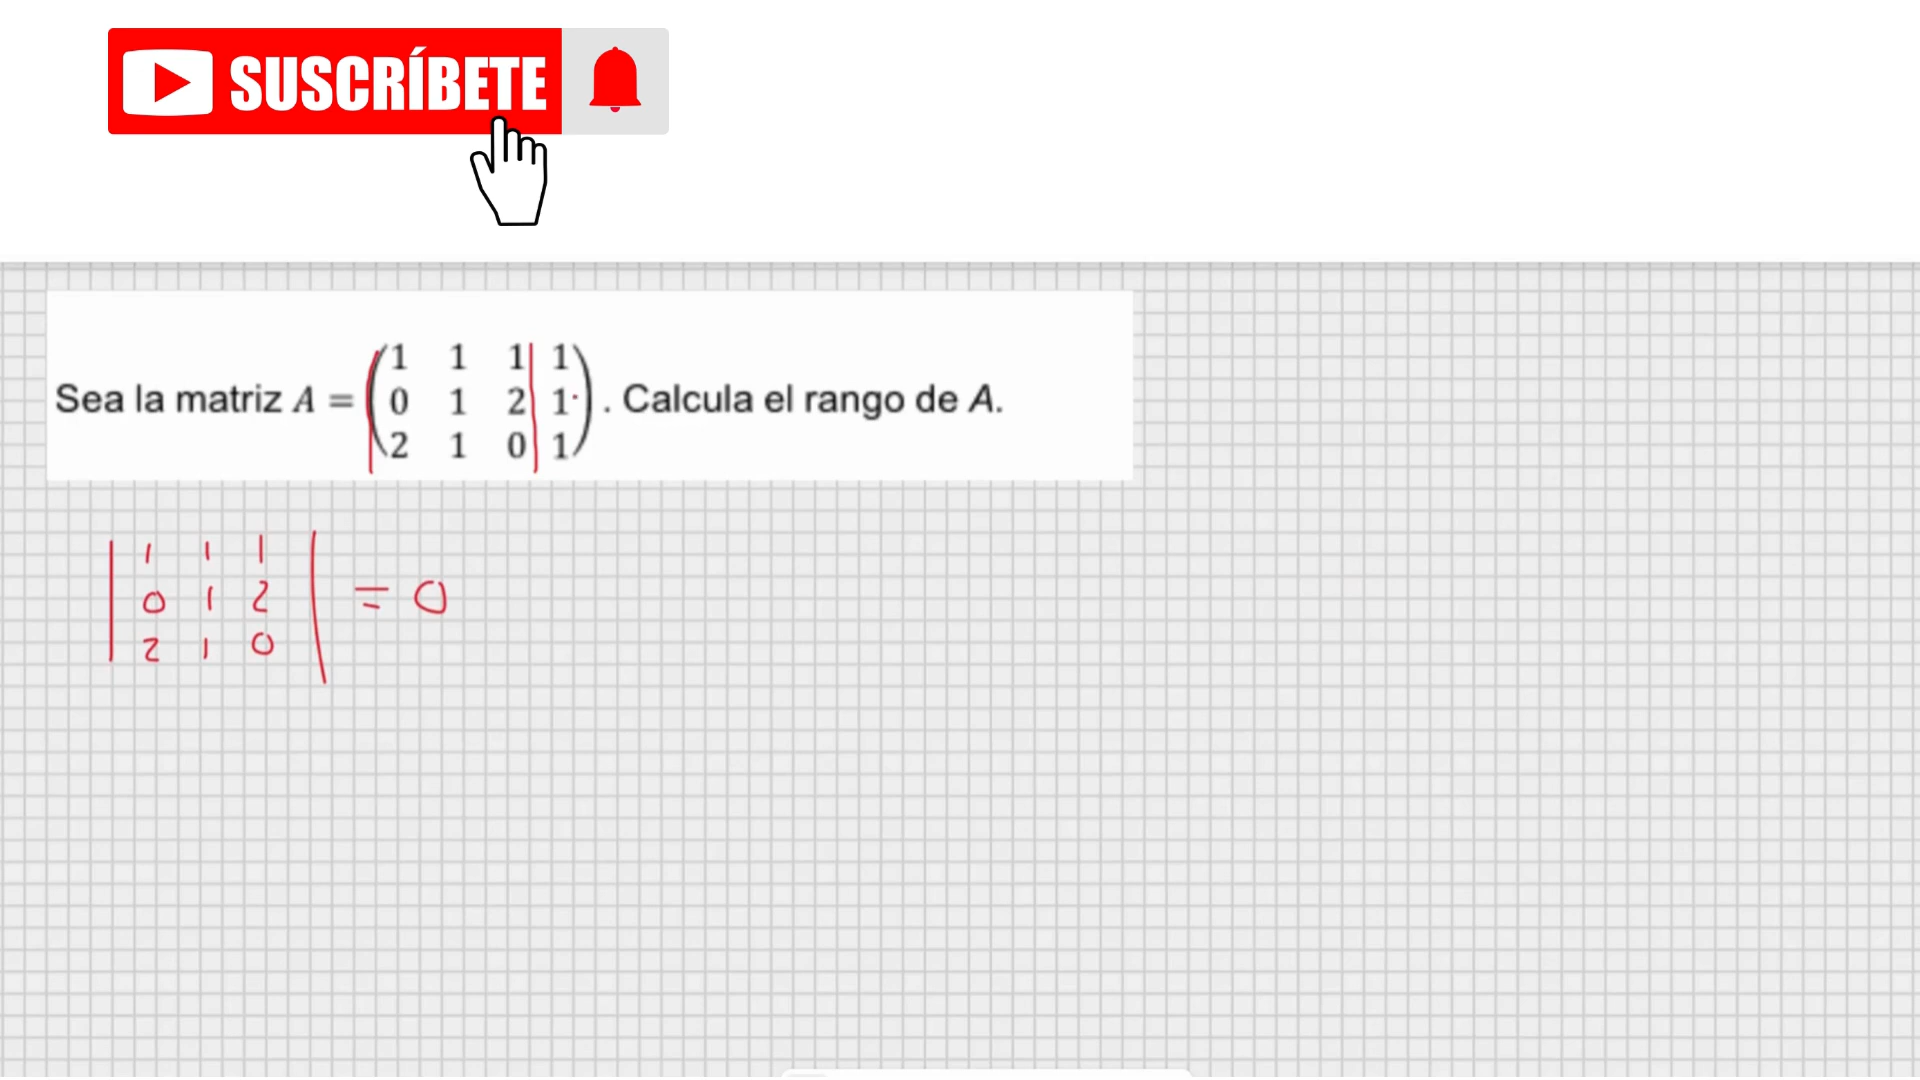 SUSCRÍBETE
1 1 1 1
Sea la matriz A = ( 0 1 2 1 ) . Calcula el rango de A.
2 1 0 1
1 1 1
0 1 2 = 0
2 1 0